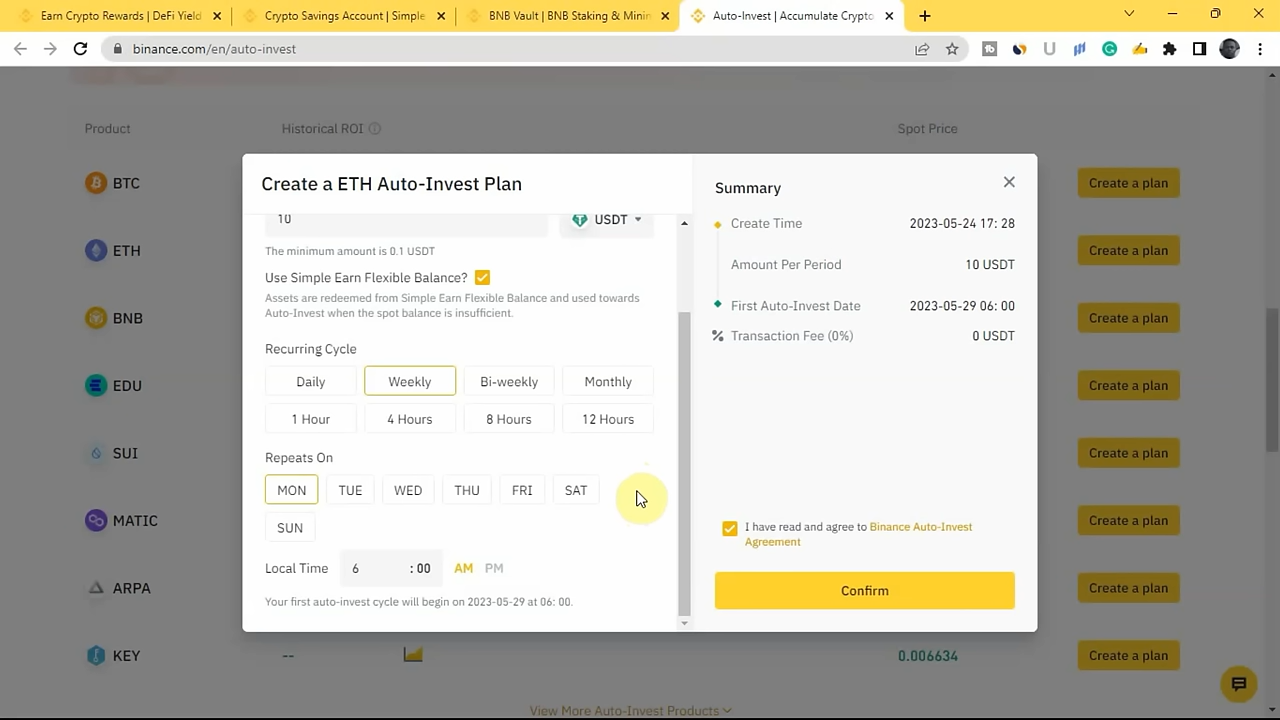 Earn Crypto Rewards | DeFi Yield
Crypto Savings Account | Simple
BNB Vault | BNB Staking & Minin
Auto-Invest | Accumulate Crypto
binance.com/en/auto-invest
Product
Historical ROI
Spot Price
BTC
Create a plan
ETH
Create a plan
BNB
Create a plan
EDU
Create a plan
SUI
Create a plan
MATIC
Create a plan
ARPA
Create a plan
KEY
--
0.006634
Create a plan
View More Auto-Invest Products
Create a ETH Auto-Invest Plan
10
USDT
The minimum amount is 0.1 USDT
Use Simple Earn Flexible Balance?
Assets are redeemed from Simple Earn Flexible Balance and used towards
Auto-Invest when the spot balance is insufficient.
Recurring Cycle
Daily
Weekly
Bi-weekly
Monthly
1 Hour
4 Hours
8 Hours
12 Hours
Repeats On
MON
TUE
WED
THU
FRI
SAT
SUN
Local Time
6 : 00
AM
PM
Your first auto-invest cycle will begin on 2023-05-29 at 06: 00.
Summary
Create Time
2023-05-24 17: 28
Amount Per Period
10 USDT
First Auto-Invest Date
2023-05-29 06: 00
Transaction Fee (0%)
0 USDT
I have read and agree to Binance Auto-Invest
Agreement
Confirm